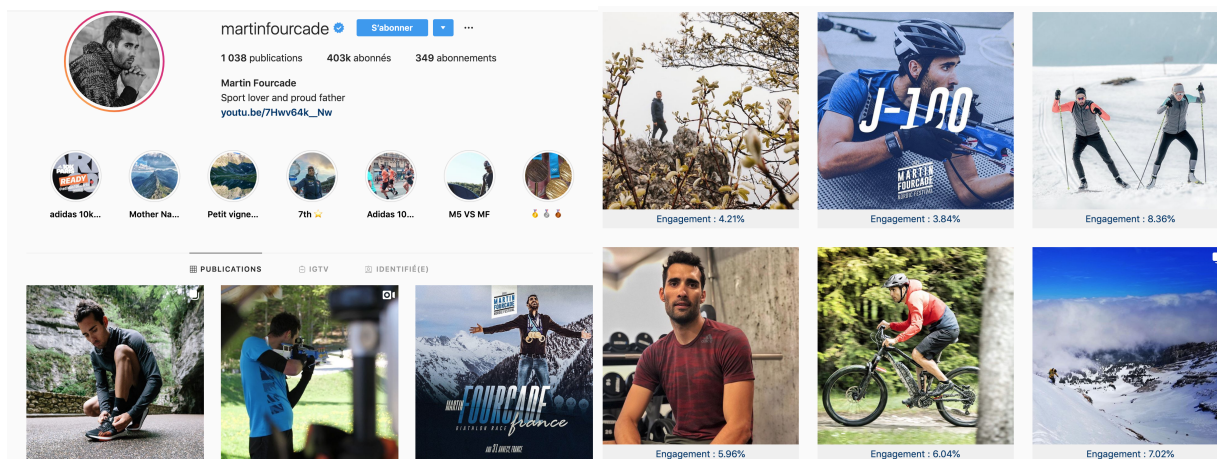 martinfourcade S'abonner
1 038 publications 403k abonnés 349 abonnements
Martin Fourcade
Sport lover and proud father
youtu.be/7Hwv64k__Nw
READY
adidas 10k... Mother Na... Petit vigne... 7th ⭐ Adidas 10... M5 VS MF 🥇🥈🥉
PUBLICATIONS IGTV IDENTIFIÉ(E)
MARTIN
FOURCADE
MARTIN
FOURCADE
BIATHLON RACE france
J-100
MARTIN
FOURCADE
NORDIC FESTIVAL
Engagement : 4.21% Engagement : 3.84% Engagement : 8.36%
Engagement : 5.96% Engagement : 6.04% Engagement : 7.02%